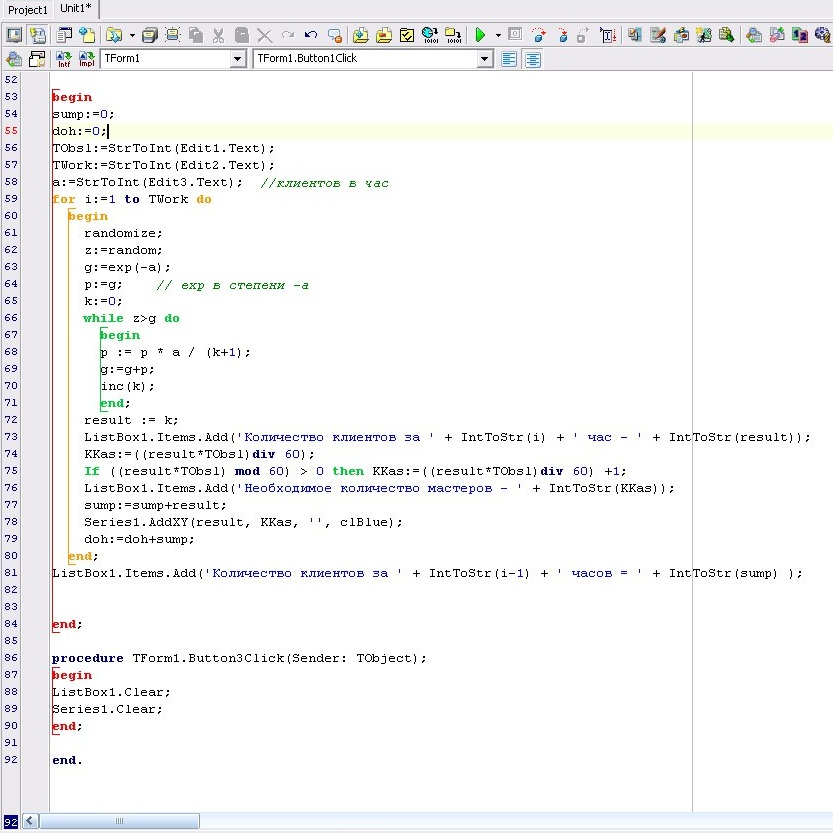 Project1 Unit1*
Intf Impl TForm1 TForm1.Button1Click
52
53 begin
54 sump:=0;
55 doh:=0;
56 TObsl:=StrToInt(Edit1.Text);
57 TWork:=StrToInt(Edit2.Text);
58 a:=StrToInt(Edit3.Text); //клиентов в час
59 for i:=1 to TWork do
60 begin
61 randomize;
62 z:=random;
63 g:=exp(-a);
64 p:=g; // exp в степени -a
65 k:=0;
66 while z>g do
67 begin
68 p := p * a / (k+1);
69 g:=g+p;
70 inc(k);
71 end;
72 result := k;
73 ListBox1.Items.Add('Количество клиентов за ' + IntToStr(i) + ' час - ' + IntToStr(result));
74 KKas:=((result*TObsl)div 60);
75 If ((result*TObsl) mod 60) > 0 then KKas:=((result*TObsl)div 60) +1;
76 ListBox1.Items.Add('Необходимое количество мастеров - ' + IntToStr(KKas));
77 sump:=sump+result;
78 Series1.AddXY(result, KKas, '', clBlue);
79 doh:=doh+sump;
80 end;
81 ListBox1.Items.Add('Количество клиентов за ' + IntToStr(i-1) + ' часов = ' + IntToStr(sump) );
82
83
84 end;
85
86 procedure TForm1.Button3Click(Sender: TObject);
87 begin
88 ListBox1.Clear;
89 Series1.Clear;
90 end;
91
92 end.
92